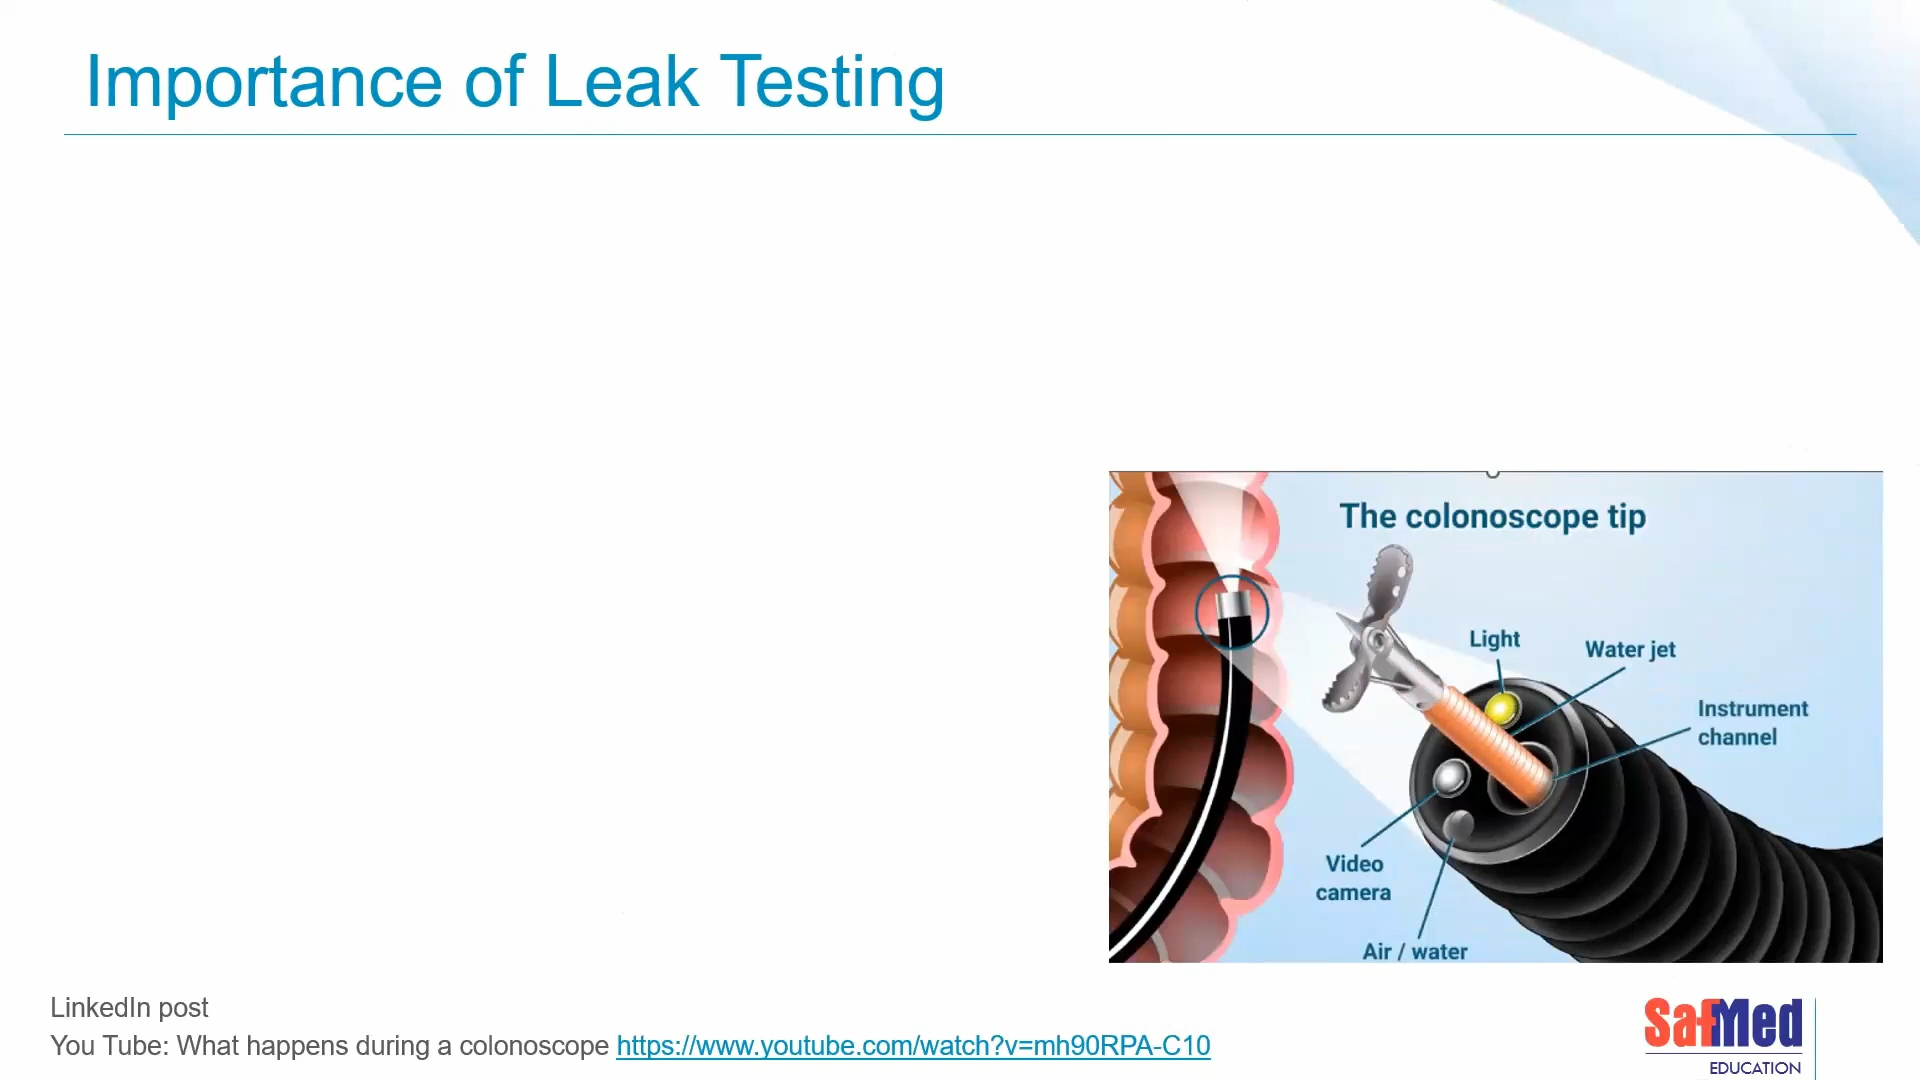 Importance of Leak Testing
The colonoscope tip
Light
Water jet
Instrument
channel
Video
camera
Air / water
LinkedIn post
You Tube: What happens during a colonoscope https://www.youtube.com/watch?v=mh90RPA-C10
SafMed
EDUCATION